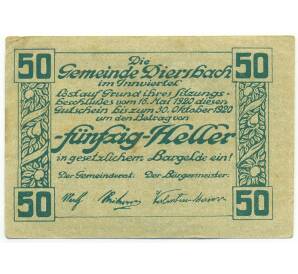 50 50
Die
Gemeinde Diersbach
im Innviertel
löst auf Grund ihres Sitzungs-
beschlußes vom 16. Mai 1920 diesen
Gutschein bis zum 30. Oktober 1920
um den Betrag von
-fünfzig-Heller
in gesetzlichem Bargelde ein!
Der Gemeinderat: Der Bürgermeister:
50 50